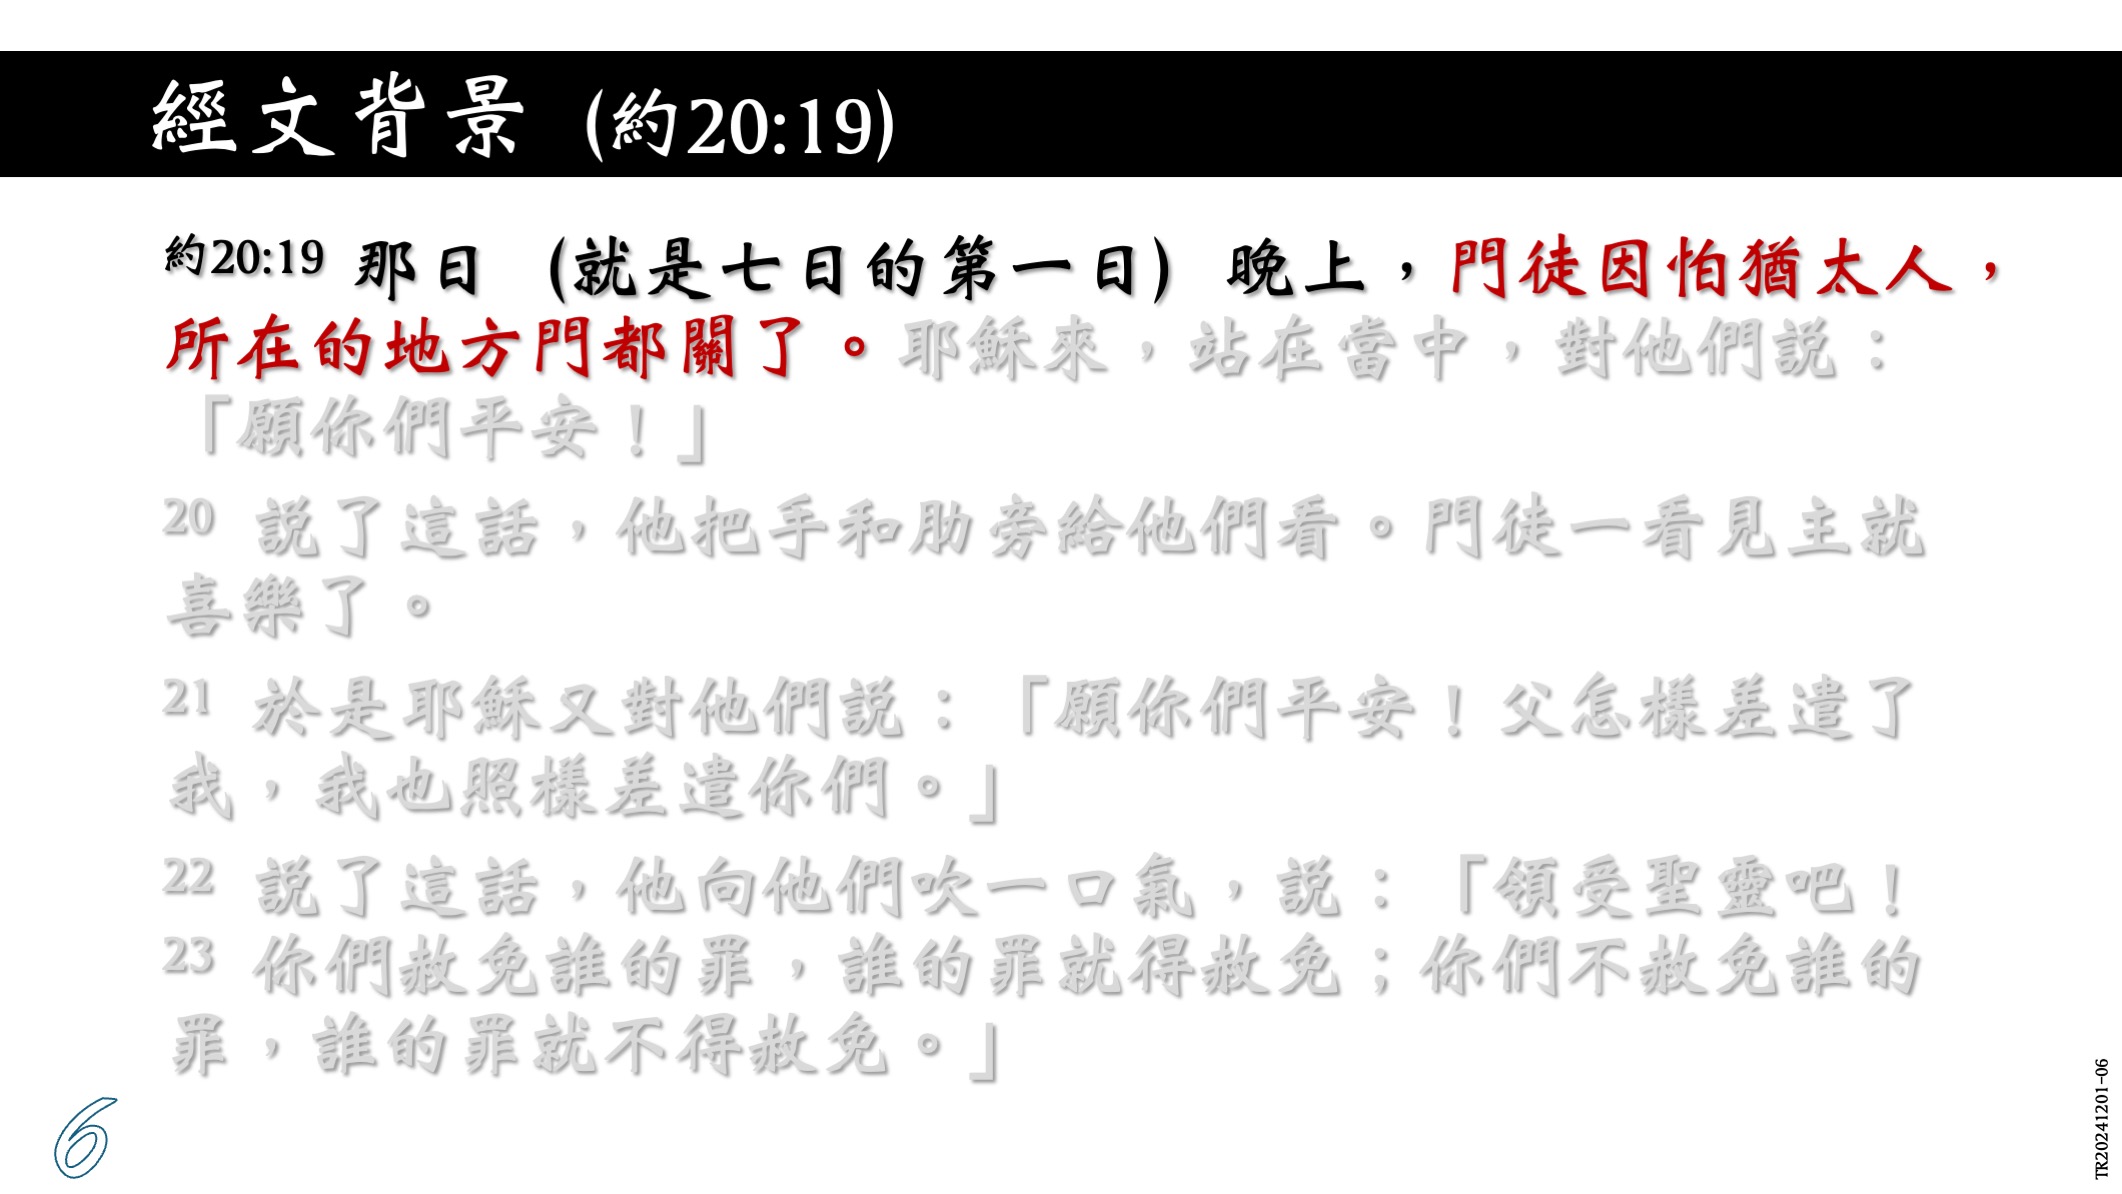 經文背景 (約20:19)
約20:19 那日（就是七日的第一日）晚上，門徒因怕猶太人，
所在的地方門都關了。耶穌來，站在當中，對他們説：
「願你們平安！」
20 説了這話，他把手和肋旁給他們看。門徒一看見主就
喜樂了。
21 於是耶穌又對他們説：「願你們平安！父怎樣差遣了
我，我也照樣差遣你們。」
22 説了這話，他向他們吹一口氣，説：「領受聖靈吧！
23 你們赦免誰的罪，誰的罪就得赦免；你們不赦免誰的
罪，誰的罪就不得赦免。」
6
TR20241201-06